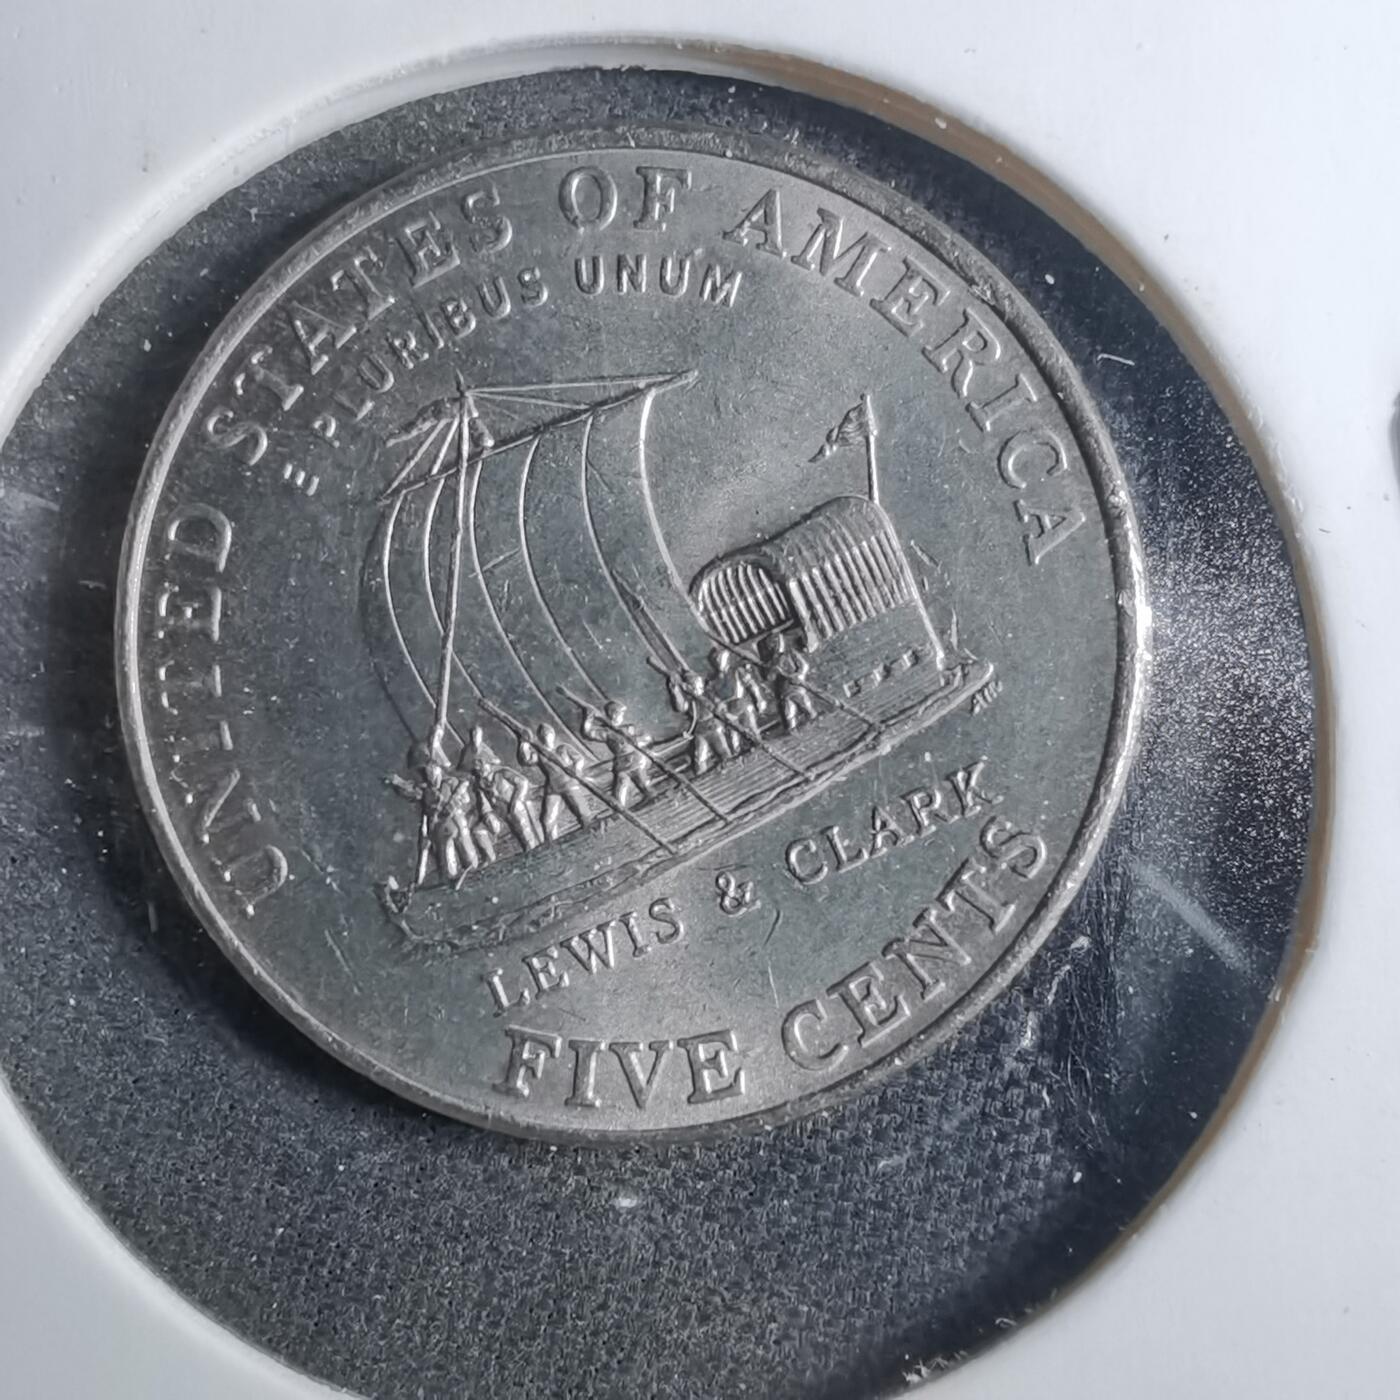 UNITED STATES OF AMERICA
E PLURIBUS UNUM
LEWIS & CLARK
FIVE CENTS